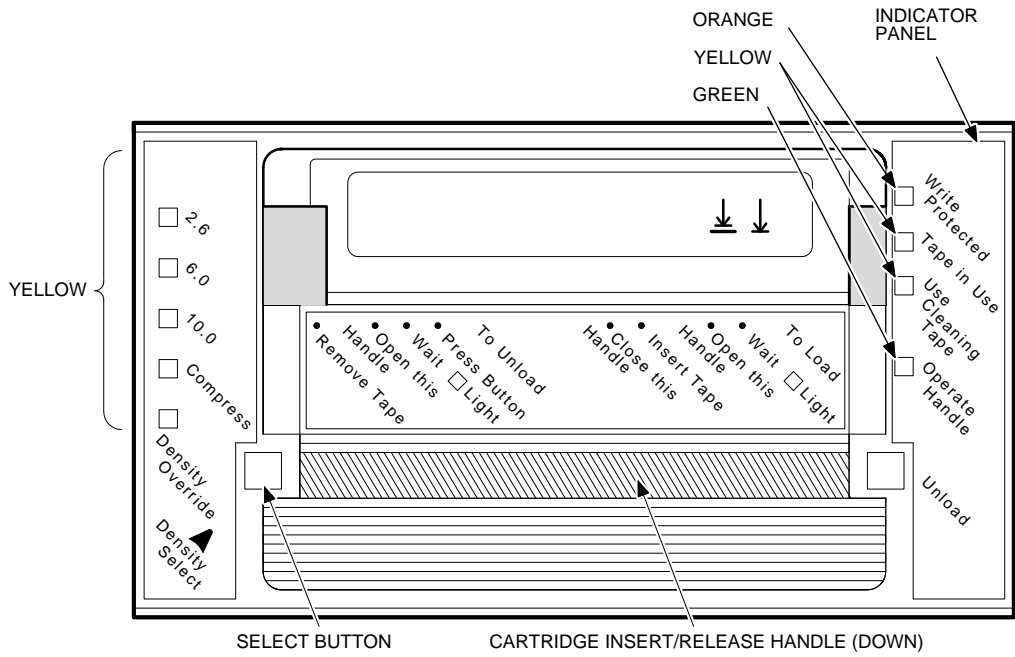 ORANGE
YELLOW
GREEN
INDICATOR
PANEL
YELLOW
2.6
6.0
10.0
Compress
Density
Override
Density
Select
To Unload
• Press Button
• Wait □ Light
• Open this
Handle
• Remove Tape
To Load
• Wait □ Light
• Open this
Handle
• Insert Tape
• Close this
Handle
Write
Protected
Tape in Use
Use
Cleaning
Tape
Operate
Handle
Unload
SELECT BUTTON
CARTRIDGE INSERT/RELEASE HANDLE (DOWN)